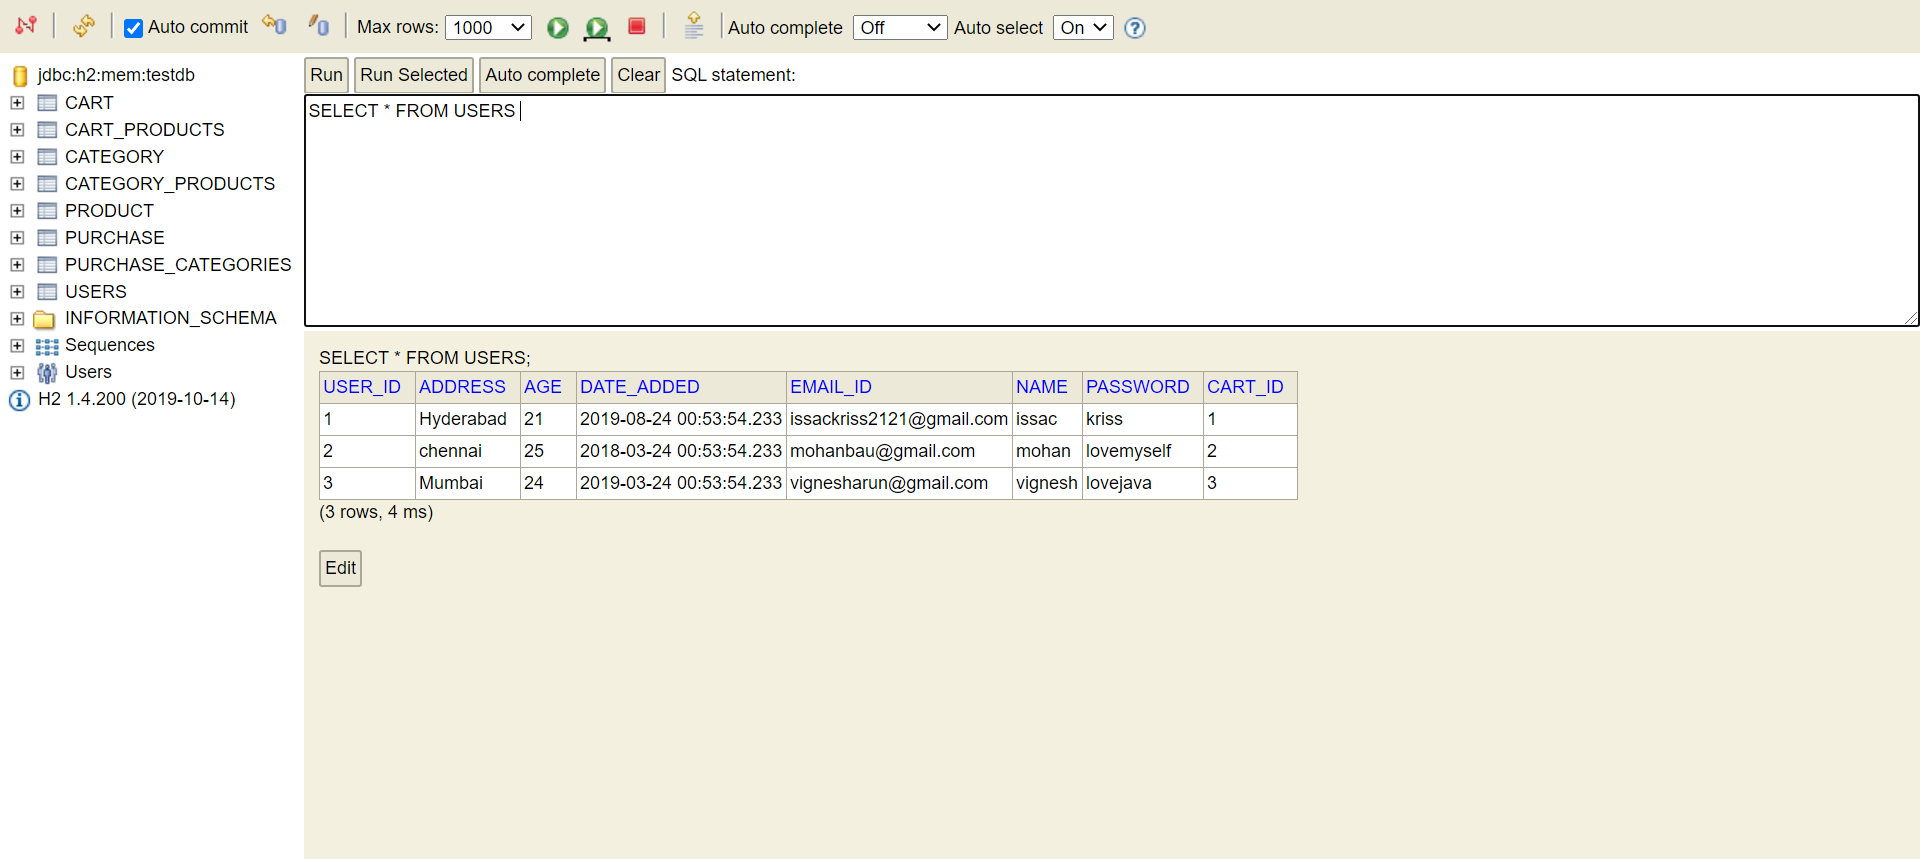 Auto commit Max rows: 1000 Auto complete Off Auto select On ?
jdbc:h2:mem:testdb
CART
CART_PRODUCTS
CATEGORY
CATEGORY_PRODUCTS
PRODUCT
PURCHASE
PURCHASE_CATEGORIES
USERS
INFORMATION_SCHEMA
Sequences
Users
H2 1.4.200 (2019-10-14)
Run Run Selected Auto complete Clear SQL statement:
SELECT * FROM USERS
SELECT * FROM USERS;
USER_ID ADDRESS AGE DATE_ADDED EMAIL_ID NAME PASSWORD CART_ID
1 Hyderabad 21 2019-08-24 00:53:54.233 issackriss2121@gmail.com issac kriss 1
2 chennai 25 2018-03-24 00:53:54.233 mohanbau@gmail.com mohan lovemyself 2
3 Mumbai 24 2019-03-24 00:53:54.233 vignesharun@gmail.com vignesh lovejava 3
(3 rows, 4 ms)
Edit